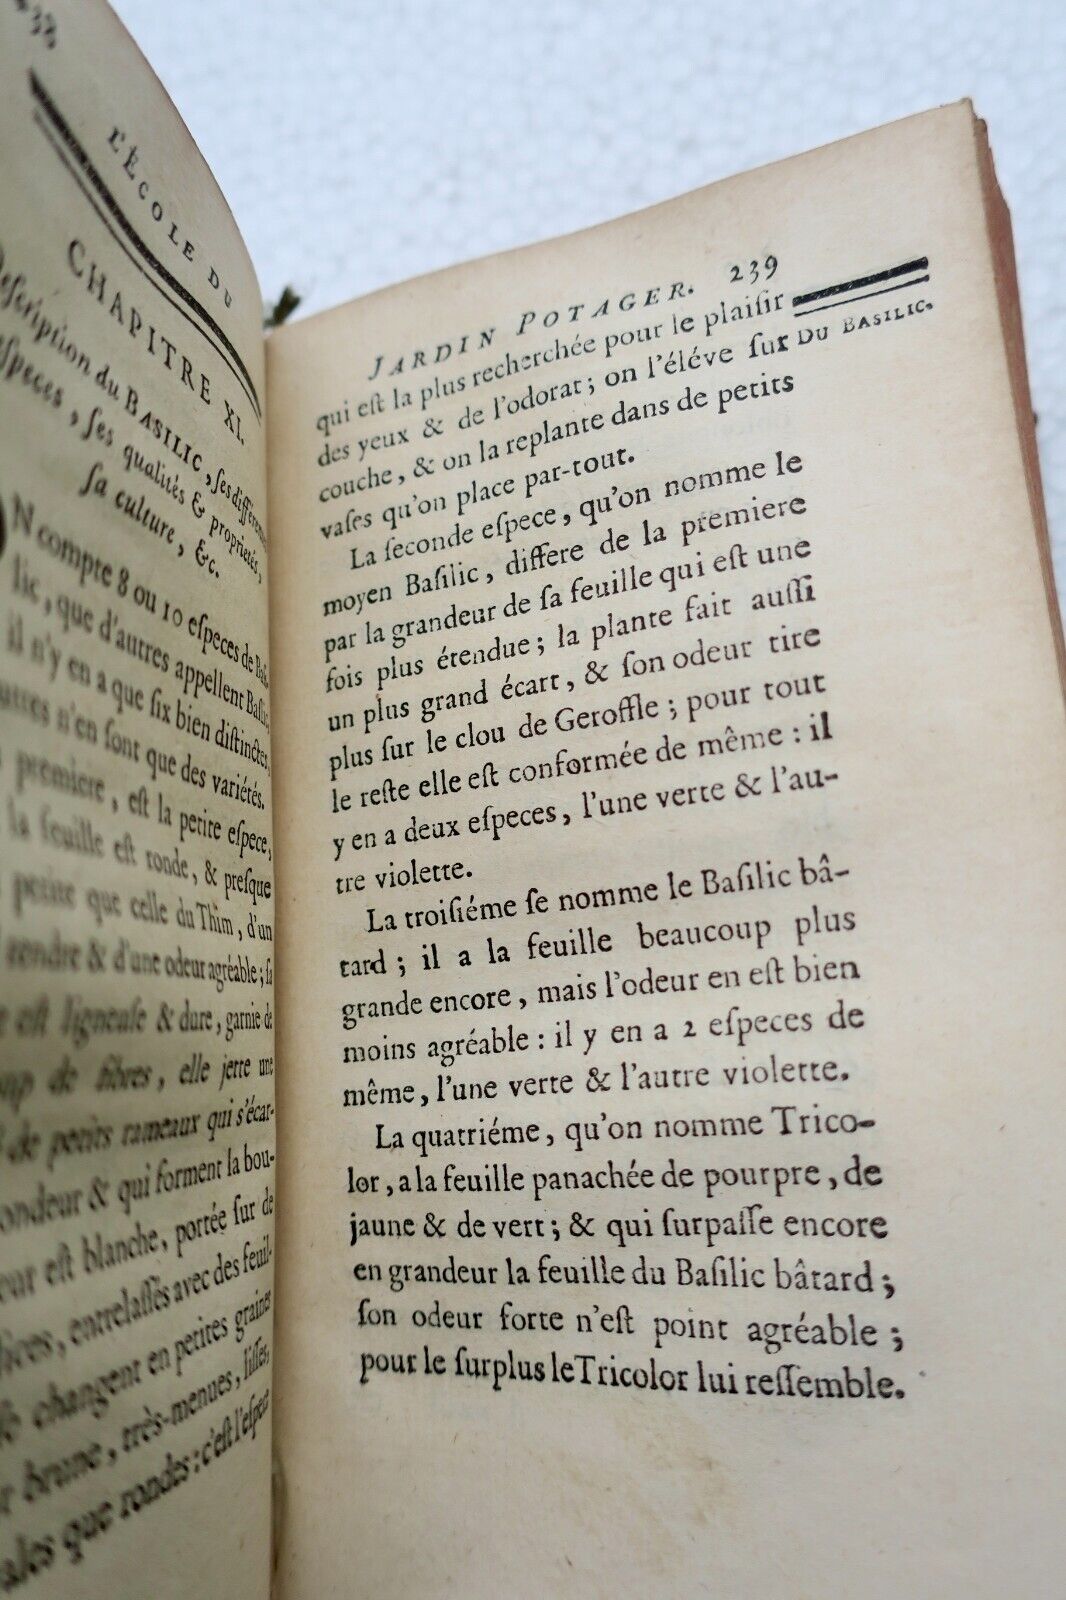 38
L'ÉCOLE DU
CHAPITRE XI.
Deſcription du BASILIC, ſes différentes
eſpeces, ſes qualités & proprietés,
ſa culture, &c.
N compte 8 ou 10 eſpeces de Baſi-
lic, que d'autres appellent Baſilic,
il n'y en a que ſix bien diſtinctes,
autres n'en ſont que des variétés.
premiere, eſt la petite eſpece,
la feuille eſt ronde, & preſque
petite que celle du Thim, d'un
tendre & d'une odeur agréable; ſa
eſt ligneuſe & dure, garnie de
de fibres, elle jette une
de petits rameaux qui s'écar-
rondeur & qui forment la bou-
eſt blanche, portée ſur de
entrelaſſés avec des feuil-
changent en petites graines
brune, très-menues, liſſes,
ovales que rondes: c'eſt l'eſpece
JARDIN POTAGER. 239
DU BASILIC.
qui eſt la plus recherchée pour le plaiſir
des yeux & de l'odorat; on l'éléve ſur
couche, & on la replante dans de petits
vaſes qu'on place par-tout.
La ſeconde eſpece, qu'on nomme le
moyen Baſilic, differe de la premiere
par la grandeur de ſa feuille qui eſt une
fois plus étendue; la plante fait auſſi
un plus grand écart, & ſon odeur tire
plus ſur le clou de Geroffle; pour tout
le reſte elle eſt conformée de même: il
y en a deux eſpeces, l'une verte & l'au-
tre violette.
La troiſiéme ſe nomme le Baſilic bâ-
tard; il a la feuille beaucoup plus
grande encore, mais l'odeur en eſt bien
moins agréable: il y en a 2 eſpeces de
même, l'une verte & l'autre violette.
La quatriéme, qu'on nomme Trico-
lor, a la feuille panachée de pourpre, de
jaune & de vert; & qui ſurpaſſe encore
en grandeur la feuille du Baſilic bâtard;
ſon odeur forte n'eſt point agréable;
pour le ſurplus le Tricolor lui reſſemble.